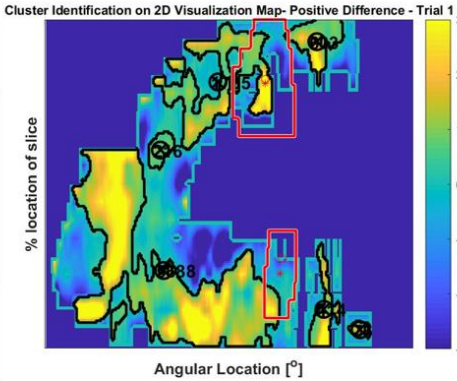 Cluster Identification on 2D Visualization Map- Positive Difference - Trial 1
% location of slice
Angular Location [°]